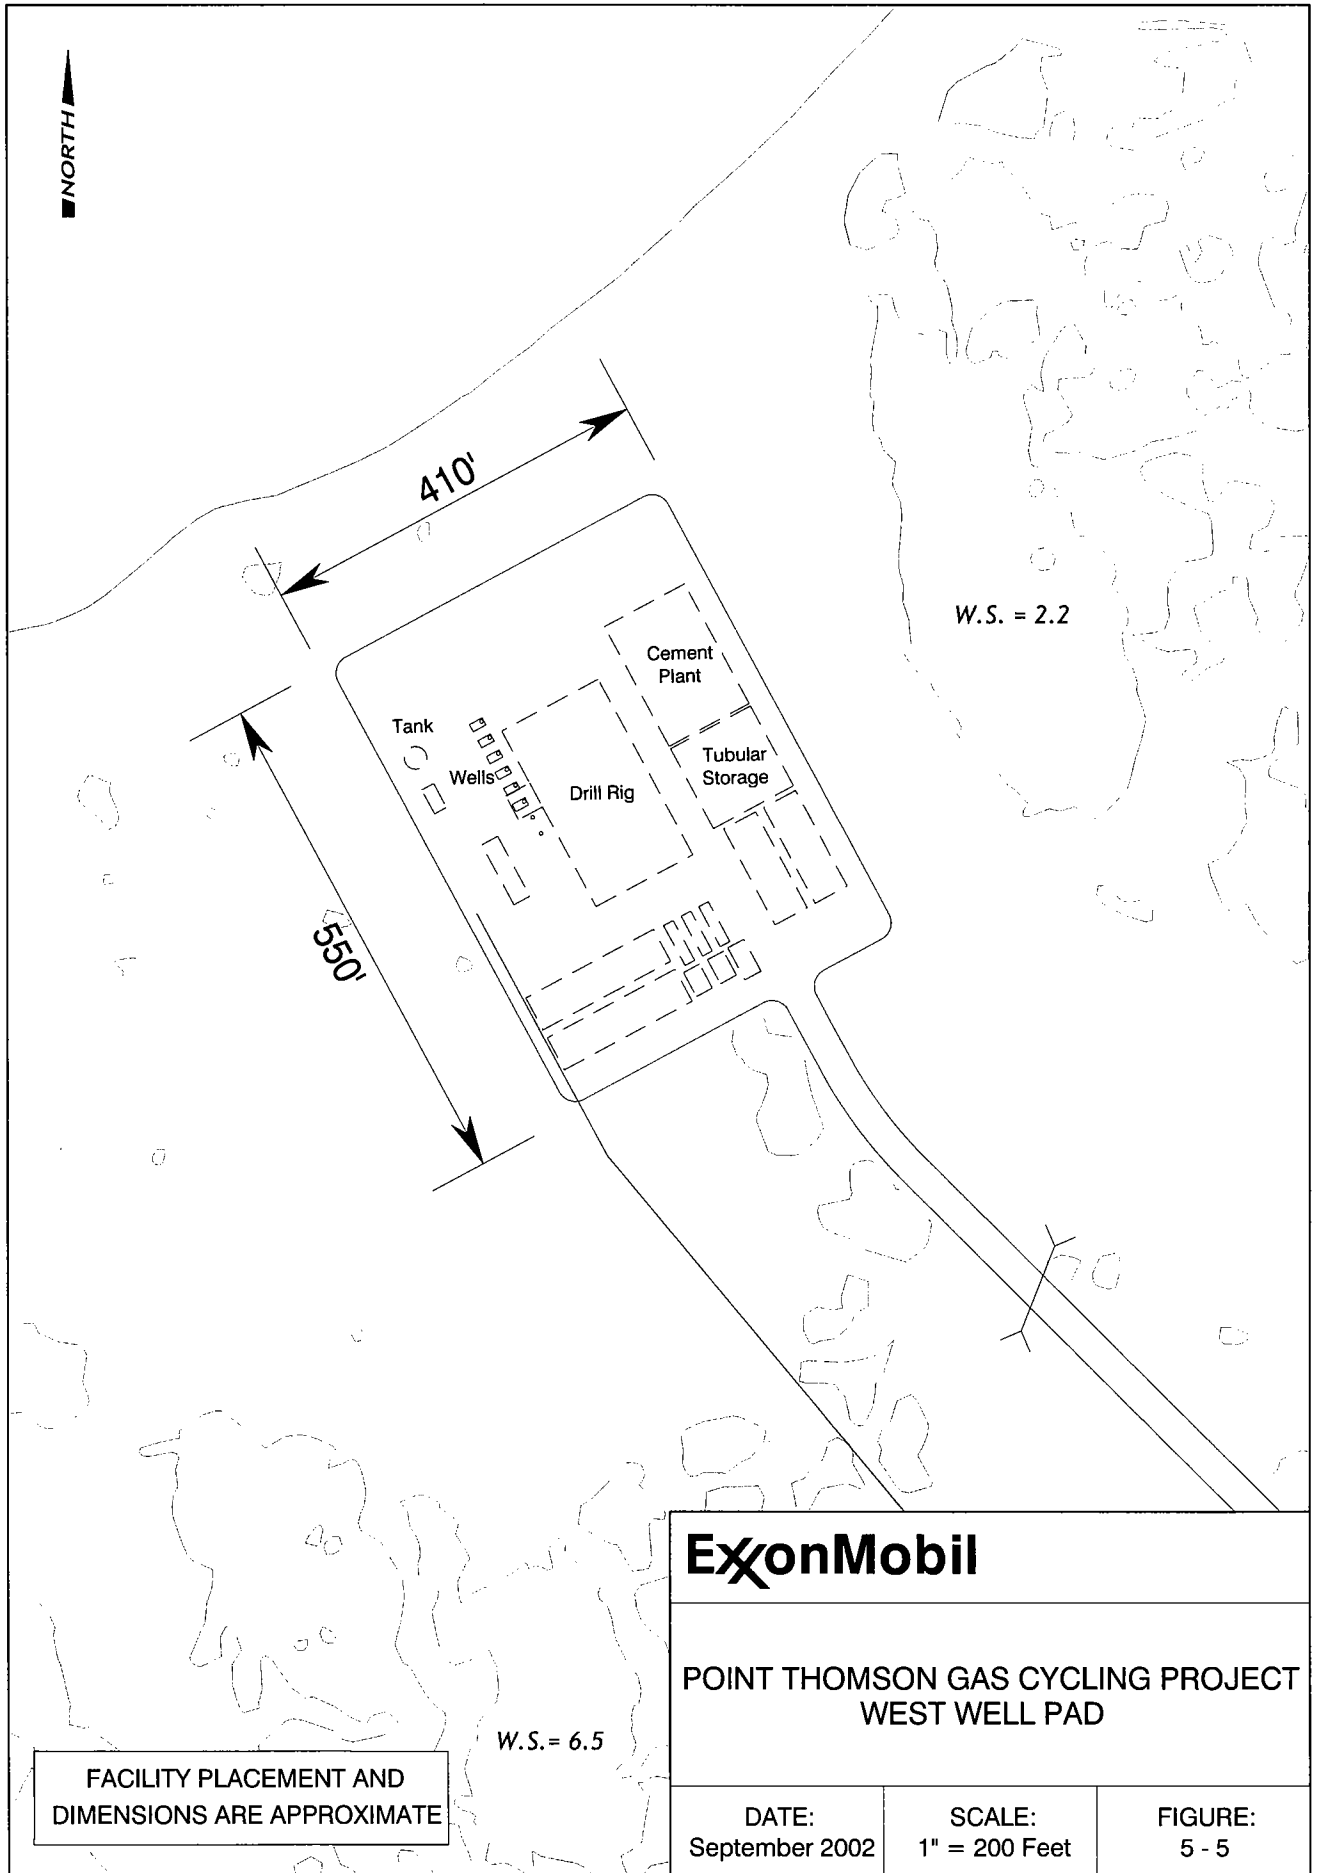 NORTH
410'
W.S. = 2.2
Cement
Plant
Tank
Wells
Tubular
Storage
Drill Rig
550'
ExxonMobil
POINT THOMSON GAS CYCLING PROJECT
WEST WELL PAD
W.S.= 6.5
FACILITY PLACEMENT AND
DIMENSIONS ARE APPROXIMATE
DATE:
September 2002
SCALE:
1" = 200 Feet
FIGURE:
5 - 5